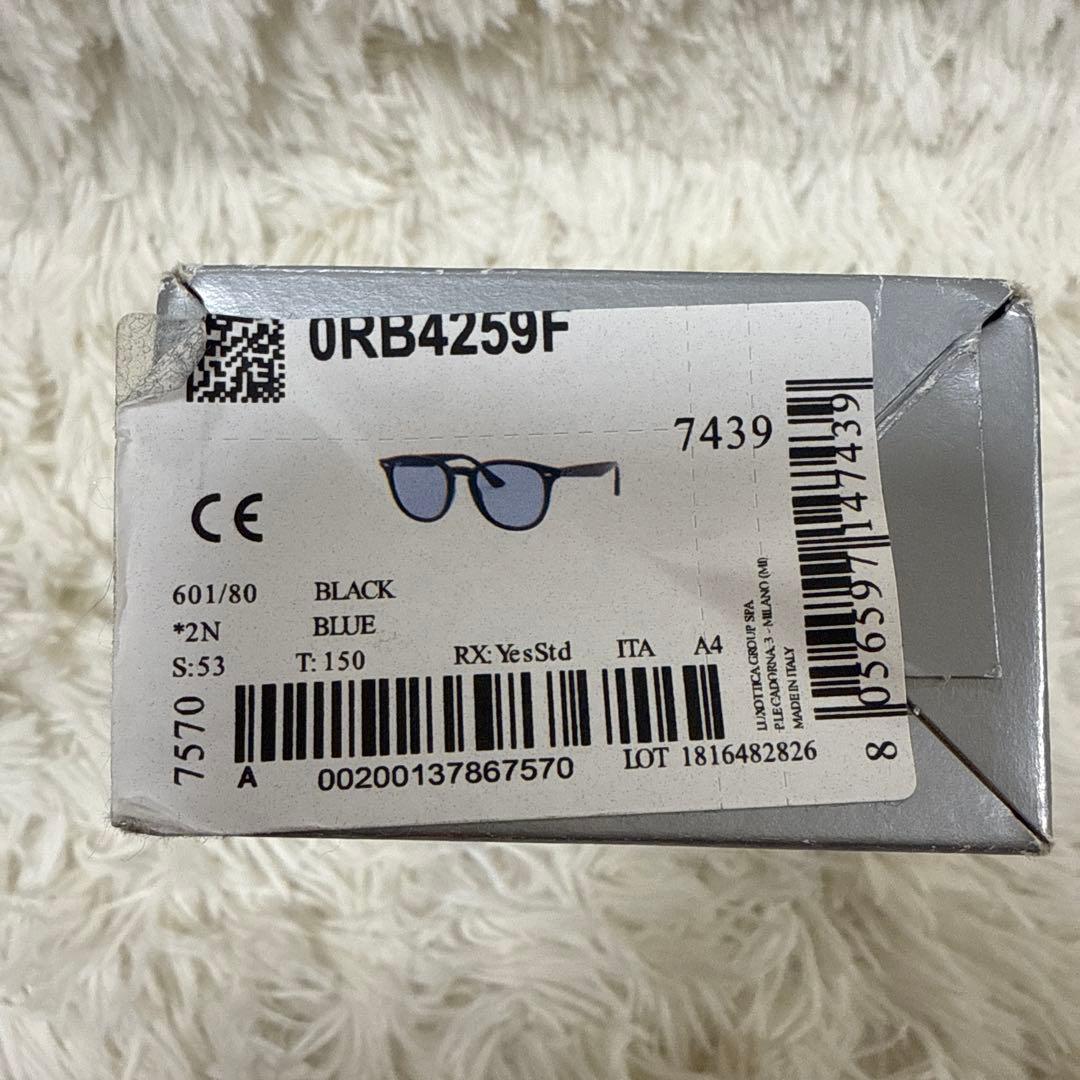 0RB4259F
7439
CE
601/80 BLACK
*2N BLUE
S:53 T: 150 RX: YesStd ITA A4
7570
A 00200137867570
LOT 1816482826
LUXOTTICA GROUP SPA
P.LE CADORNA, 3 - MILANO (MI)
MADE IN ITALY
8 056597 147439